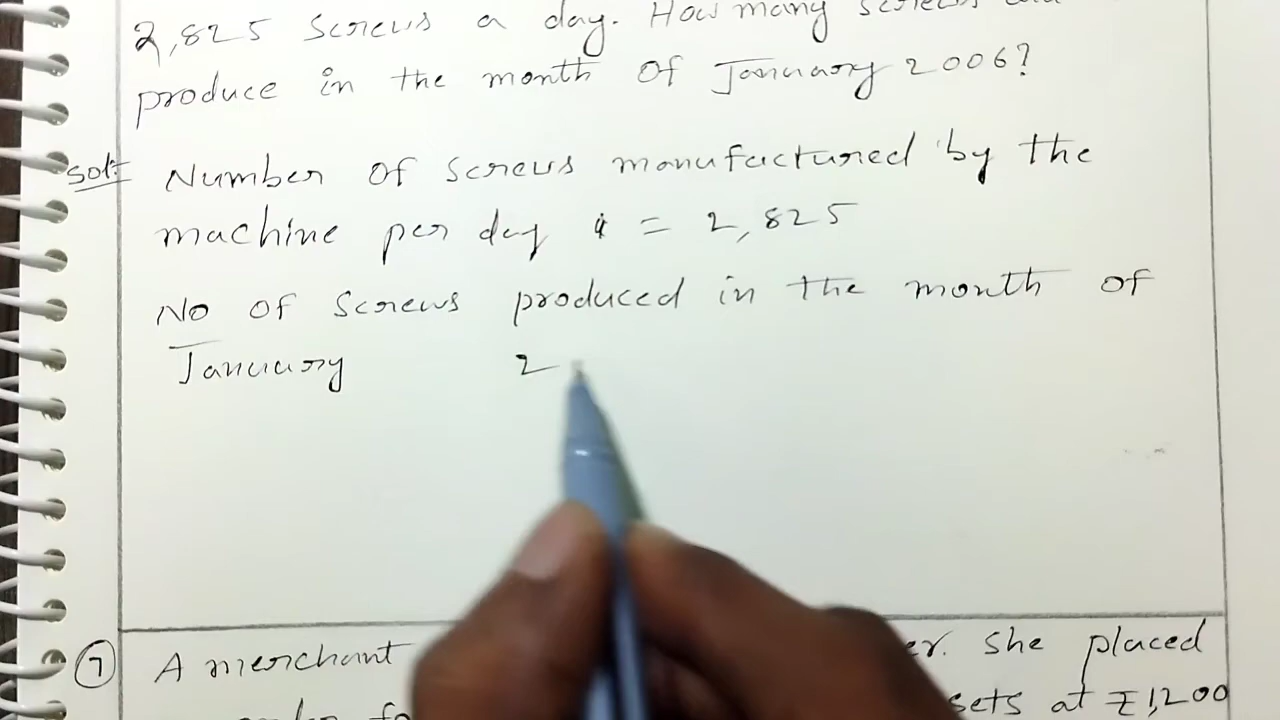 2,825 screws a day. How many screws
produce in the month of January 2006?
Sol:- Number of screws manufactured by the
machine per day = 2,825
No of screws produced in the month of
January 2
7 A merchant she placed
sets at ₹1,200